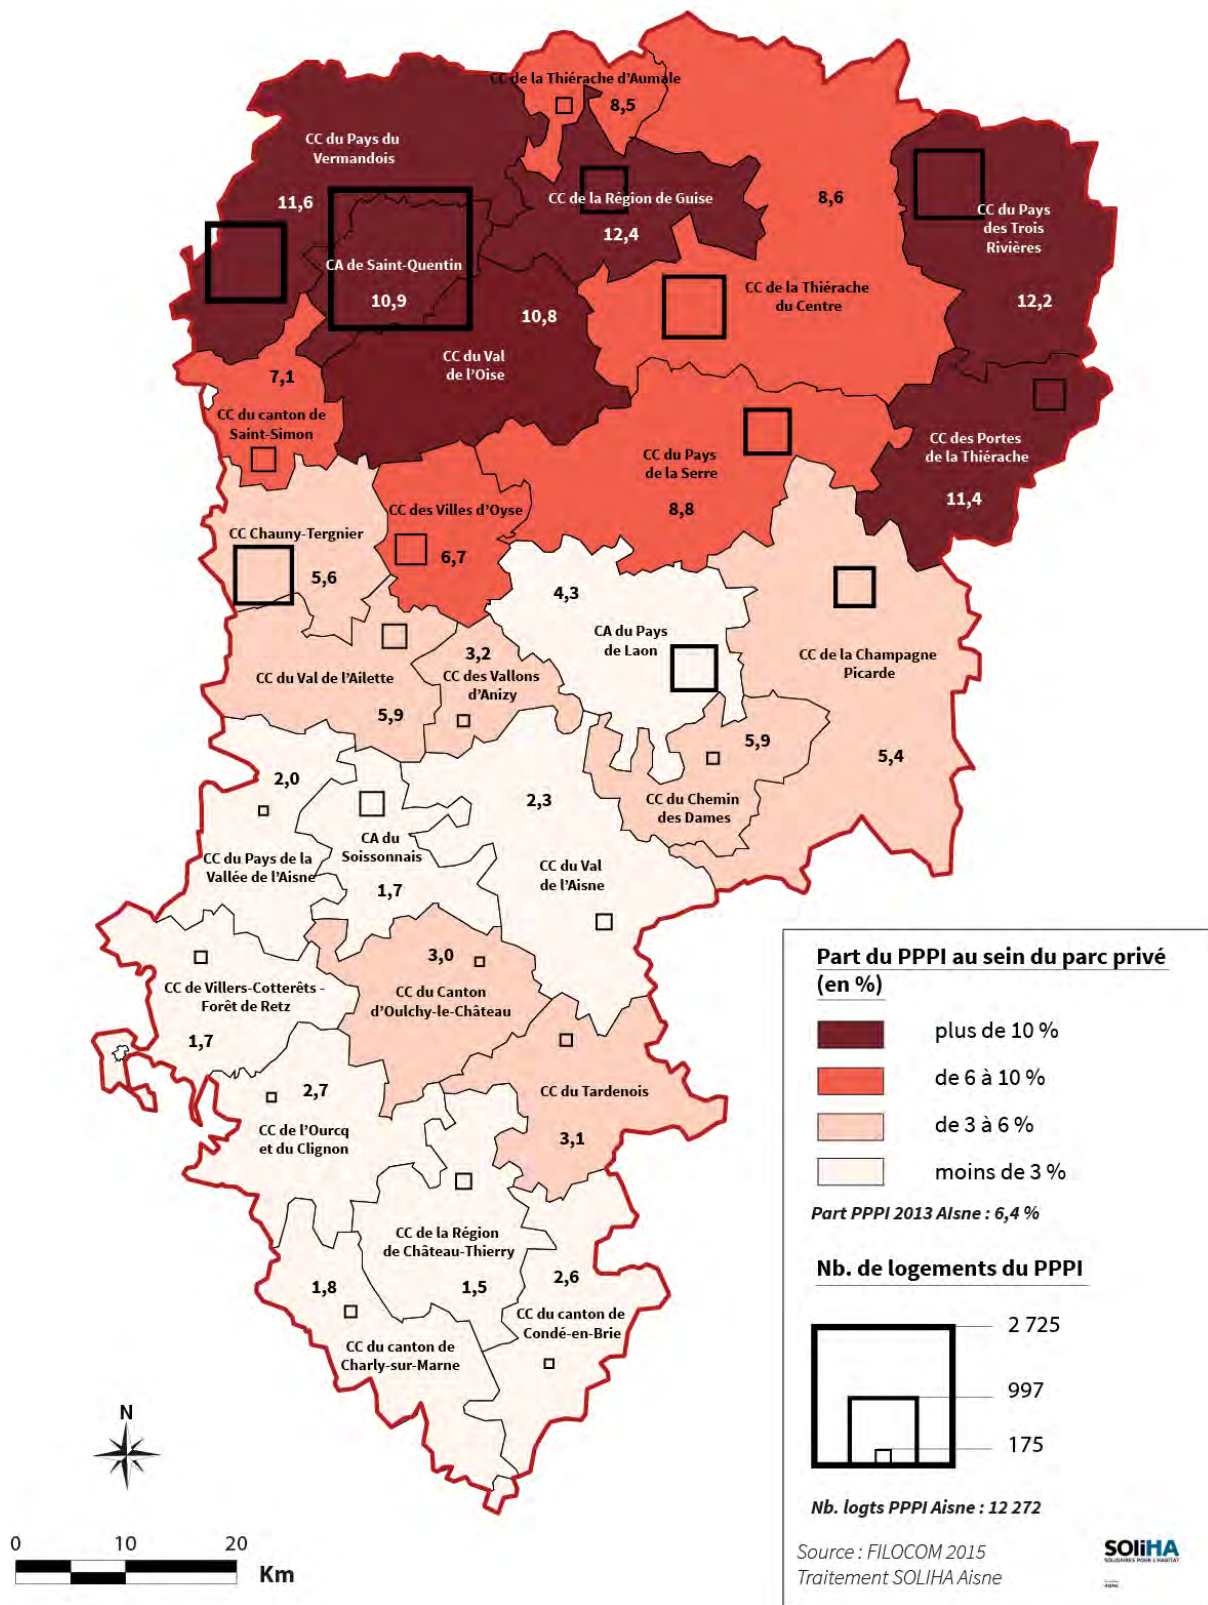 CC de la Thiérache d'Aumale
8,5
CC du Pays du
Vermandois
11,6
CC de la Région de Guise
12,4
8,6
CC du Pays
des Trois
Rivières
12,2
CA de Saint-Quentin
10,9
10,8
CC du Val
de l'Oise
CC de la Thiérache
du Centre
7,1
CC du canton de
Saint-Simon
CC du Pays
de la Serre
8,8
CC des Portes
de la Thiérache
11,4
CC Chauny-Tergnier
5,6
CC des Villes d'Oyse
6,7
4,3
CA du Pays
de Laon
CC de la Champagne
Picarde
5,4
CC du Val de l'Ailette
5,9
3,2
CC des Vallons
d'Anizy
5,9
CC du Chemin
des Dames
2,0
CC du Pays de la
Vallée de l'Aisne
CA du
Soissonnais
1,7
2,3
CC du Val
de l'Aisne
CC de Villers-Cotterêts -
Forêt de Retz
1,7
3,0
CC du Canton
d'Oulchy-le-Château
2,7
CC de l'Ourcq
et du Clignon
CC du Tardenois
3,1
CC de la Région
de Château-Thierry
1,5
1,8
CC du canton de
Charly-sur-Marne
2,6
CC du canton de
Condé-en-Brie
Part du PPPI au sein du parc privé
(en %)
plus de 10 %
de 6 à 10 %
de 3 à 6 %
moins de 3 %
Part PPPI 2013 AIsne : 6,4 %
Nb. de logements du PPPI
2 725
997
175
Nb. logts PPPI Aisne : 12 272
Source : FILOCOM 2015
Traitement SOLIHA Aisne
SOLiHA
SOLIDAIRES POUR L'HABITAT
N
0 10 20
Km